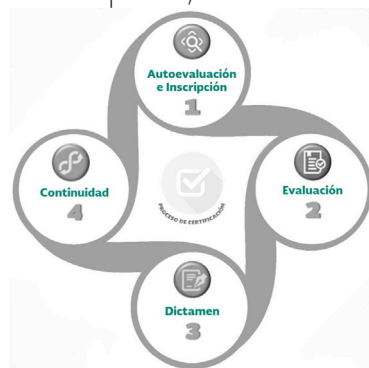 Autoevaluación
e Inscripción
1
Evaluación
2
Dictamen
3
Continuidad
4
PROCESO DE CERTIFICACIÓN